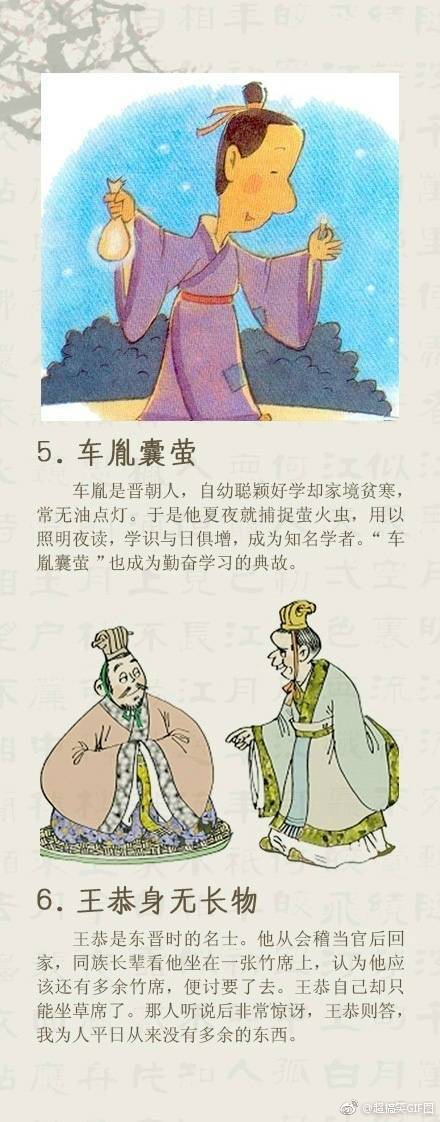 5. 车胤囊萤
车胤是晋朝人，自幼聪颖好学却家境贫寒，
常无油点灯。于是他夏夜就捕捉萤火虫，用以
照明夜读，学识与日俱增，成为知名学者。“车
胤囊萤”也成为勤奋学习的典故。
6. 王恭身无长物
王恭是东晋时的名士。他从会稽当官后回
家，同族长辈看他坐在一张竹席上，认为他应
该还有多余竹席，便讨要了去。王恭自己却只
能坐草席了。那人听说后非常惊讶，王恭则答，
我为人平日从来没有多余的东西。
@超搞笑GIF图